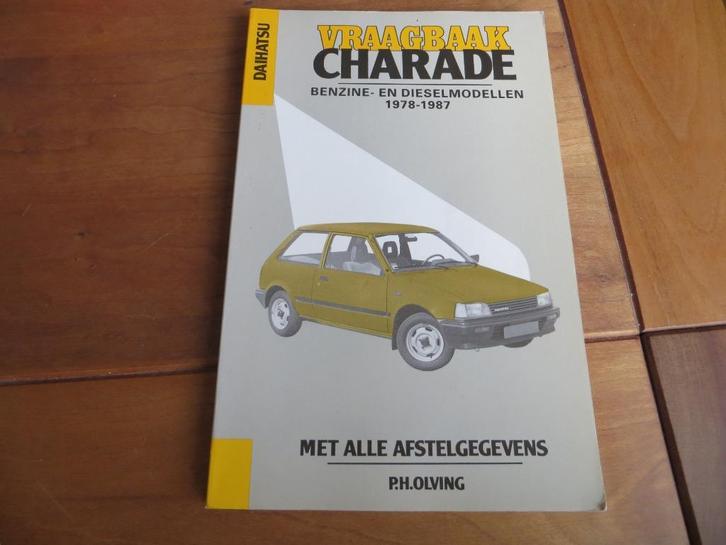 DAIHATSU
VRAAGBAAK
CHARADE
BENZINE- EN DIESELMODELLEN
1978-1987
MET ALLE AFSTELGEGEVENS
P.H.OLVING